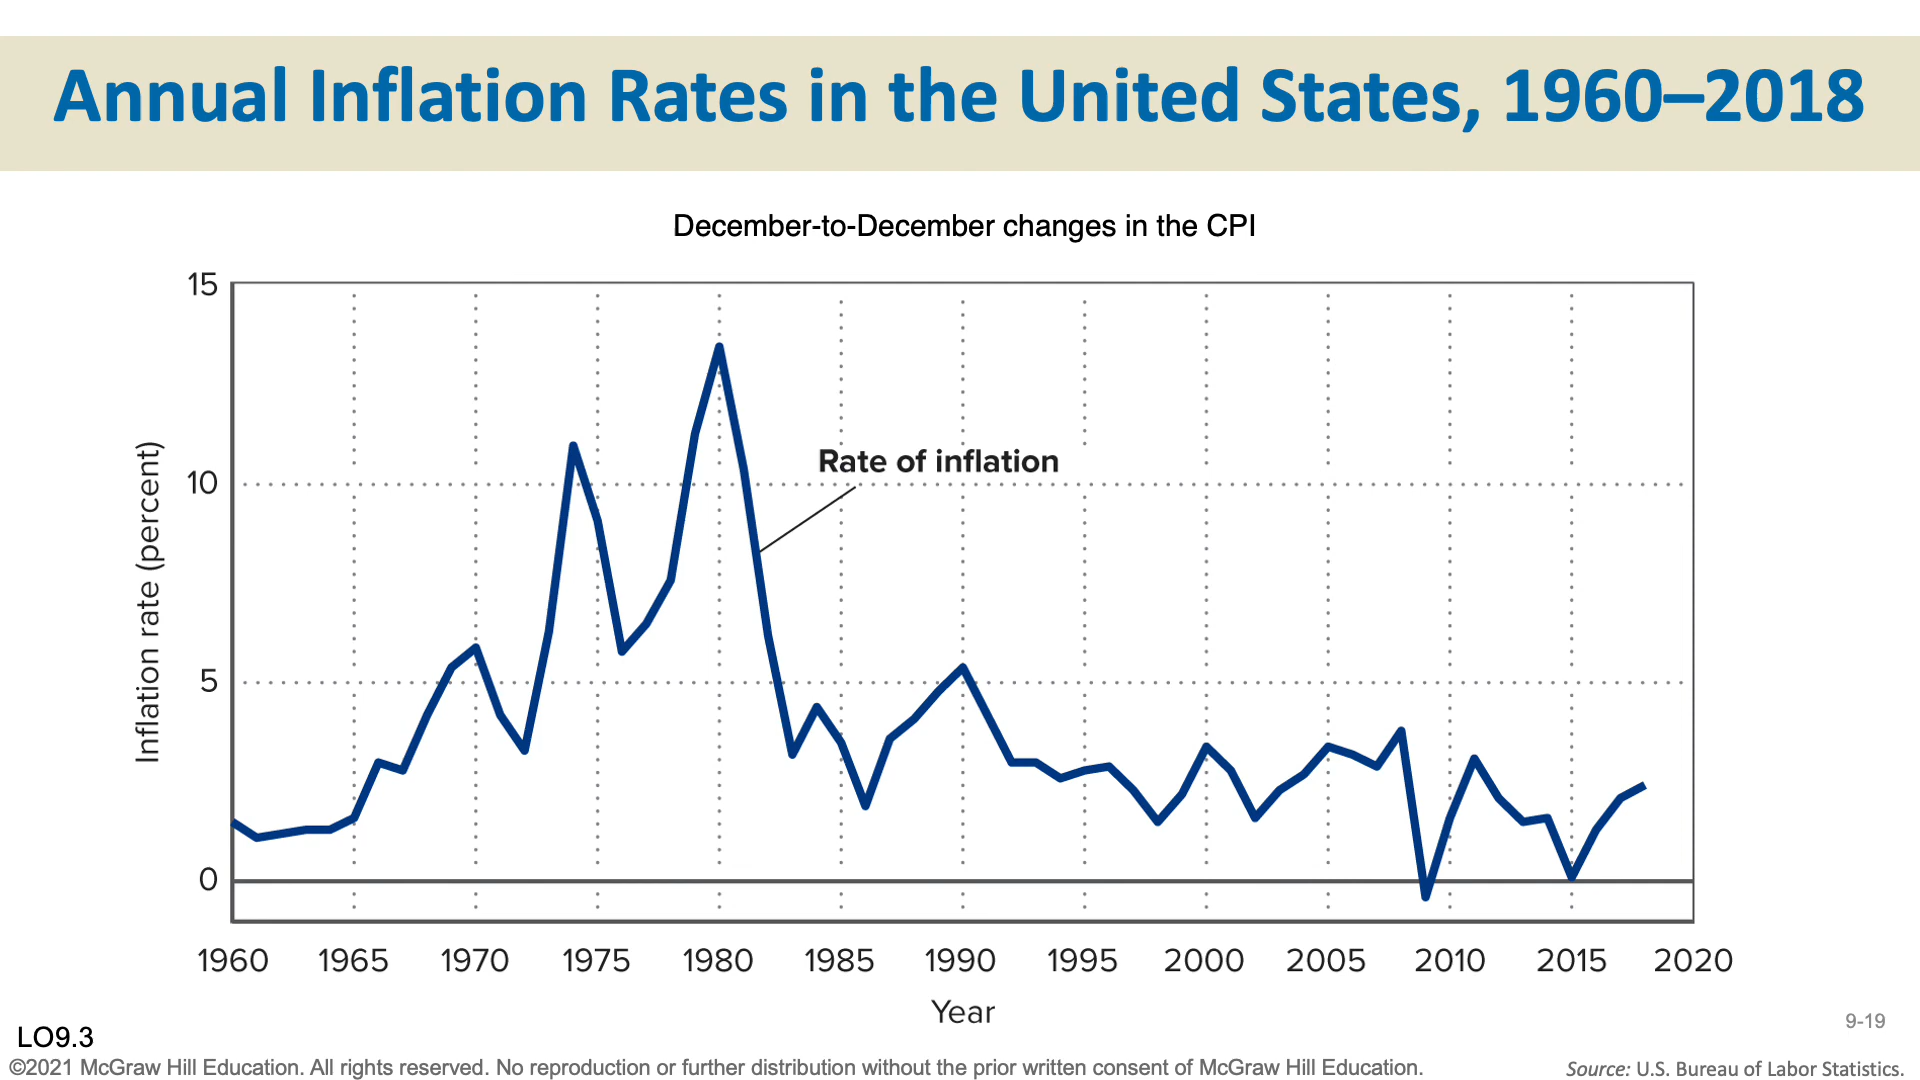 Annual Inflation Rates in the United States, 1960–2018
December-to-December changes in the CPI
15
10
5
0
Inflation rate (percent)
Rate of inflation
1960 1965 1970 1975 1980 1985 1990 1995 2000 2005 2010 2015 2020
Year
LO9.3
9-19
©2021 McGraw Hill Education. All rights reserved. No reproduction or further distribution without the prior written consent of McGraw Hill Education.
Source: U.S. Bureau of Labor Statistics.